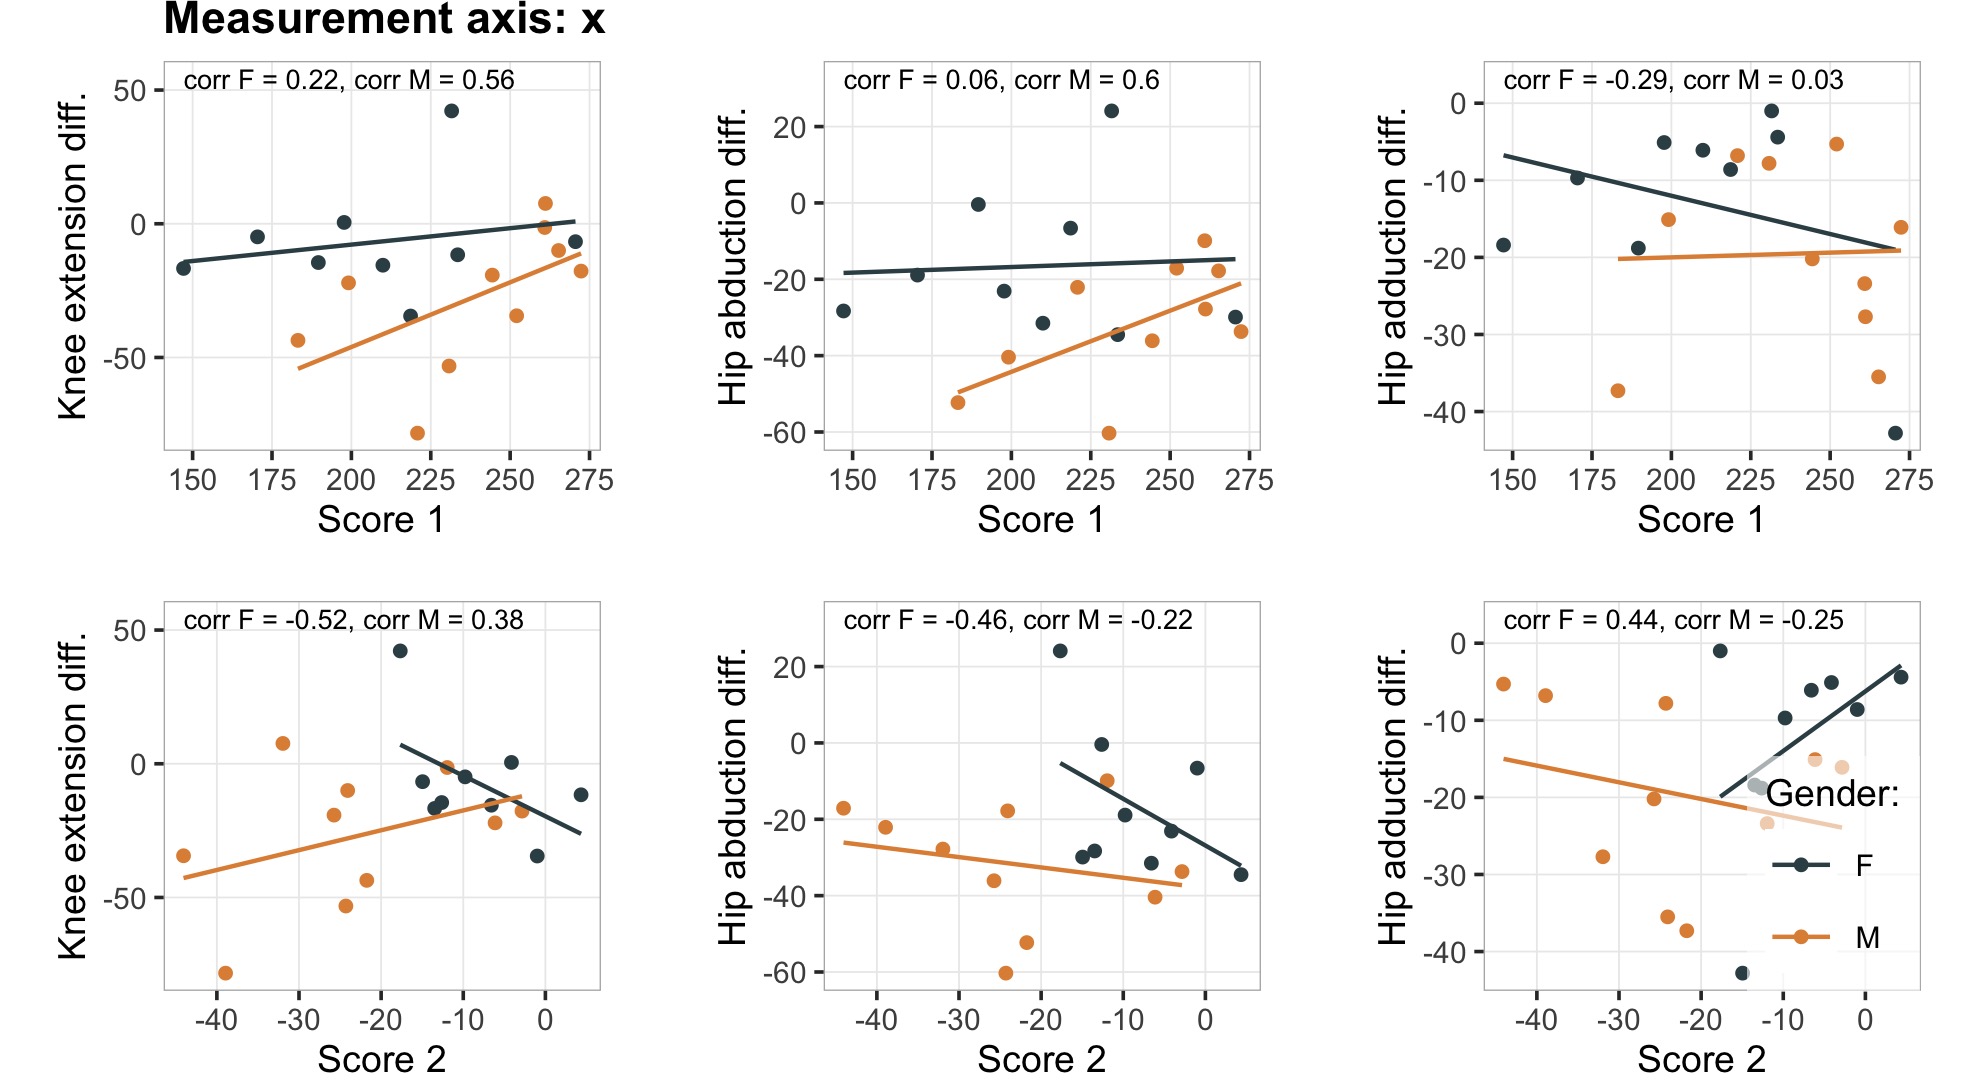 Measurement axis: x
corr F = 0.22, corr M = 0.56
50
0
-50
Knee extension diff.
150 175 200 225 250 275
Score 1
corr F = 0.06, corr M = 0.6
20
0
-20
-40
-60
Hip abduction diff.
150 175 200 225 250 275
Score 1
corr F = -0.29, corr M = 0.03
0
-10
-20
-30
-40
Hip adduction diff.
150 175 200 225 250 275
Score 1
corr F = -0.52, corr M = 0.38
50
0
-50
Knee extension diff.
-40 -30 -20 -10 0
Score 2
corr F = -0.46, corr M = -0.22
20
0
-20
-40
-60
Hip abduction diff.
-40 -30 -20 -10 0
Score 2
corr F = 0.44, corr M = -0.25
0
-10
-20
-30
-40
Hip adduction diff.
Gender:
F
M
-40 -30 -20 -10 0
Score 2